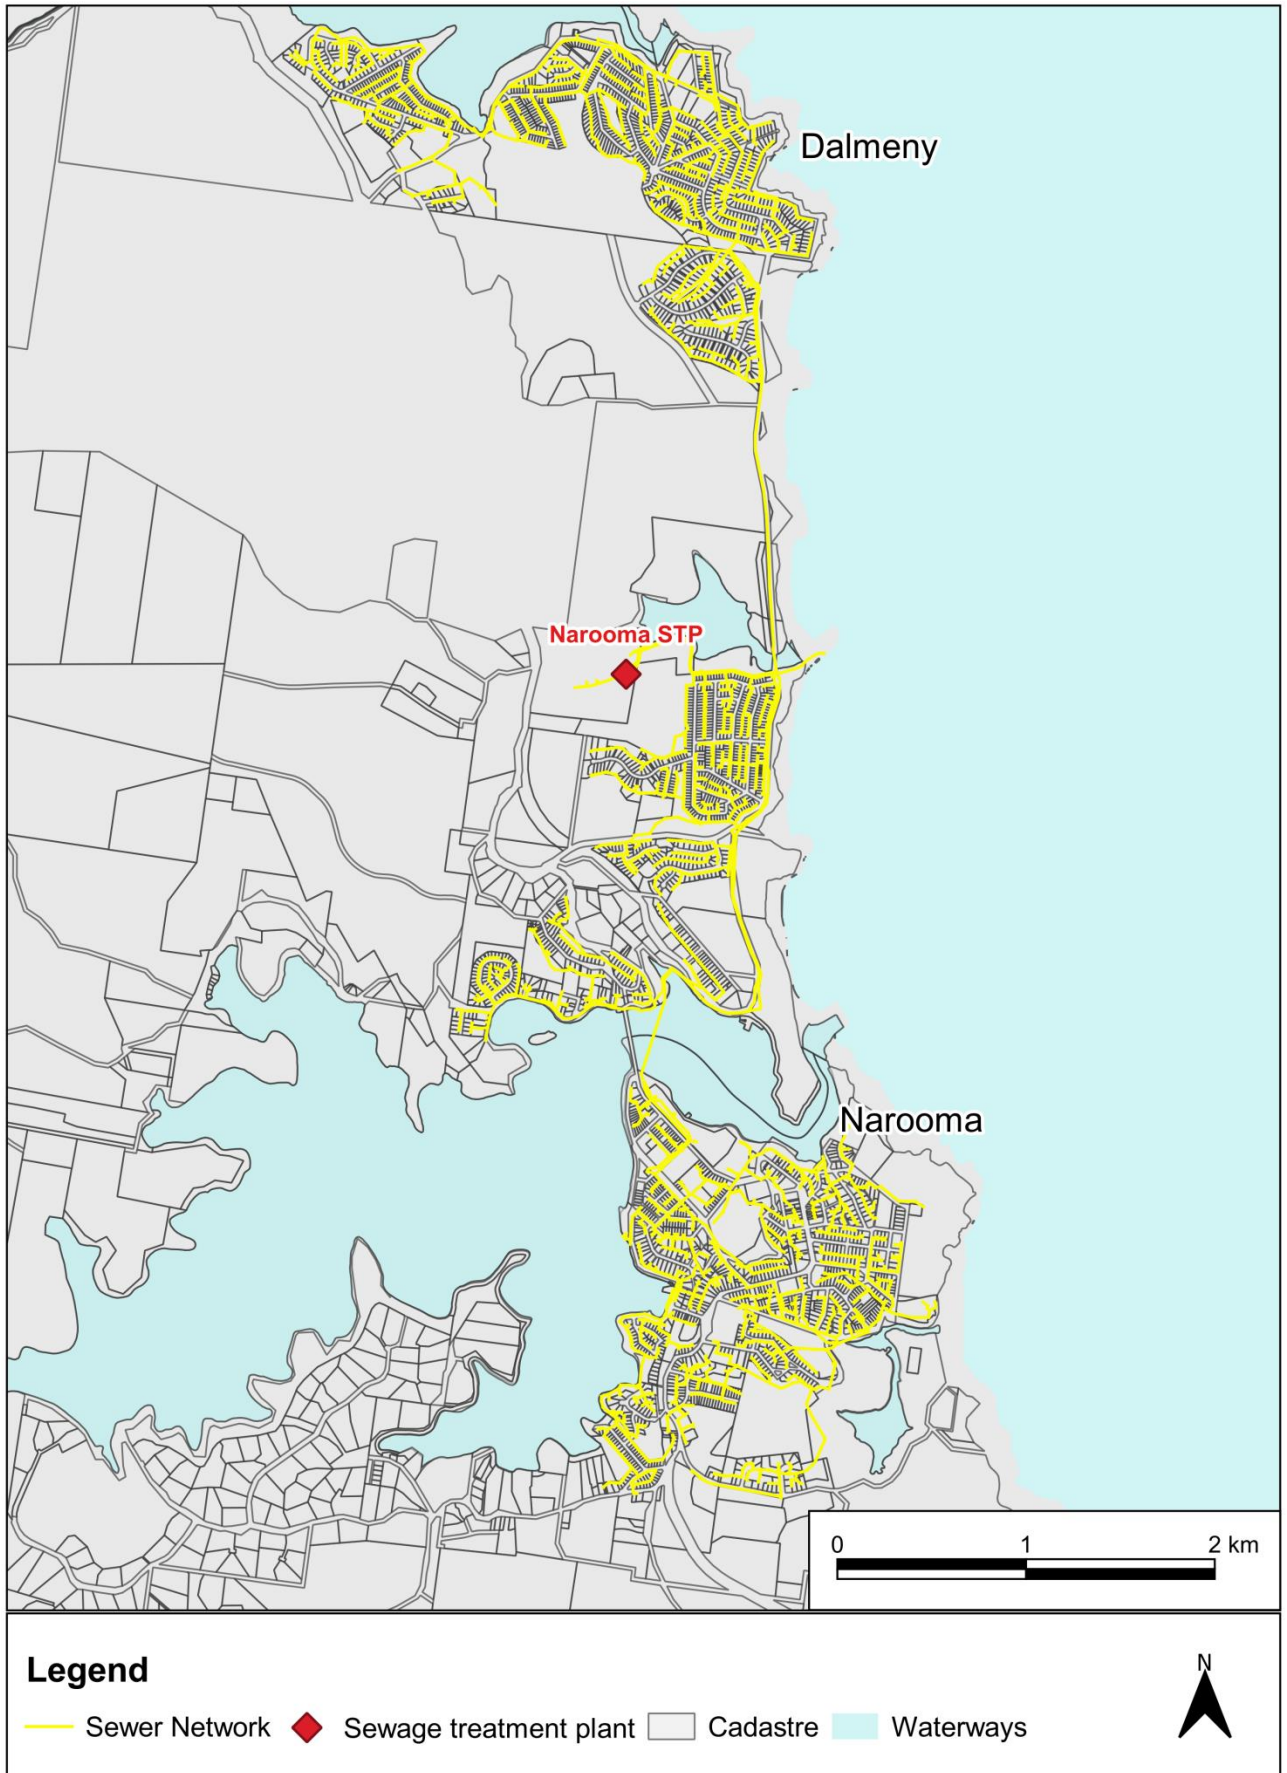 Dalmeny
Narooma STP
Narooma
0 1 2 km
Legend
N
Sewer Network Sewage treatment plant Cadastre Waterways